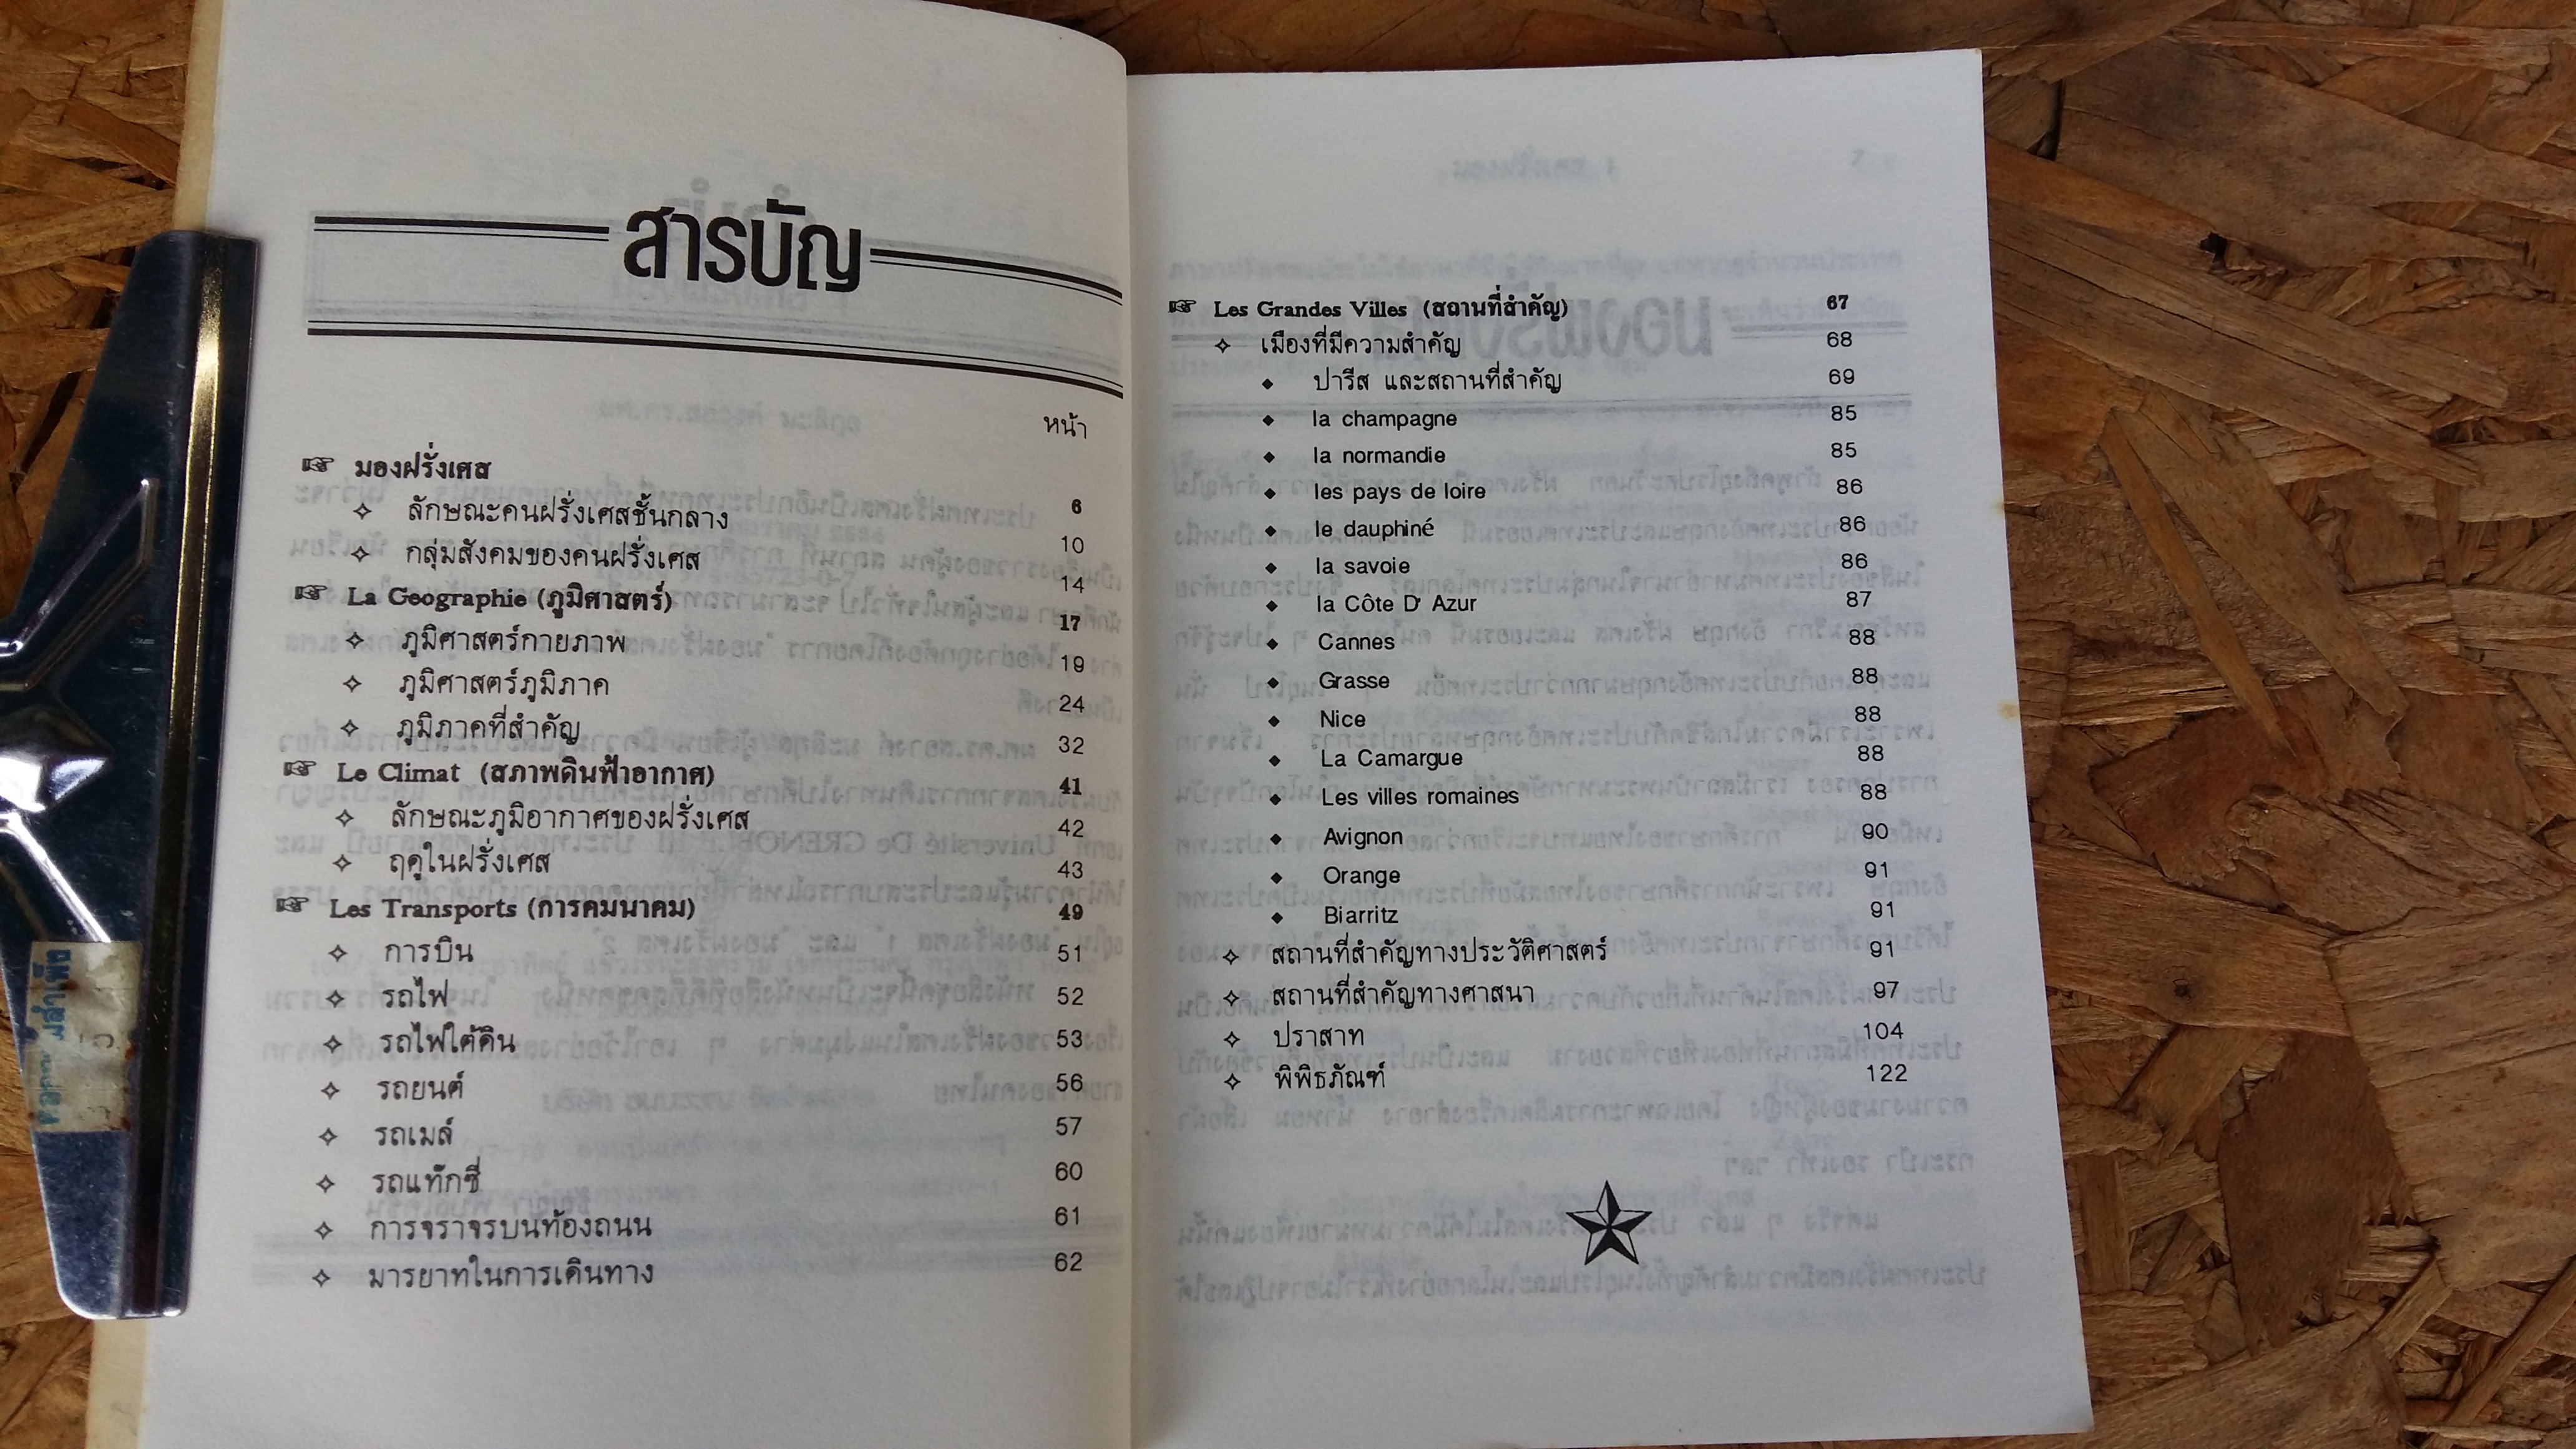 สารบัญ
หน้า
☞ มองฝรั่งเศส 6
✧ ลักษณะคนฝรั่งเศสชั้นกลาง 10
✧ กลุ่มสังคมของคนฝรั่งเศส 14
☞ La Geographie (ภูมิศาสตร์) 17
✧ ภูมิศาสตร์กายภาพ 19
✧ ภูมิศาสตร์ภูมิภาค 24
✧ ภูมิภาคที่สำคัญ 32
☞ Le Climat (สภาพดินฟ้าอากาศ) 41
✧ ลักษณะภูมิอากาศของฝรั่งเศส 42
✧ ฤดูในฝรั่งเศส 43
☞ Les Transports (การคมนาคม) 49
✧ การบิน 51
✧ รถไฟ 52
✧ รถไฟใต้ดิน 53
✧ รถยนต์ 56
✧ รถเมล์ 57
✧ รถแท๊กซี่ 60
✧ การจราจรบนท้องถนน 61
✧ มารยาทในการเดินทาง 62
☞ Les Grandes Villes (สถานที่สำคัญ) 67
✧ เมืองที่มีความสำคัญ 68
◆ ปารีส และสถานที่สำคัญ 69
◆ la champagne 85
◆ la normandie 85
◆ les pays de loire 86
◆ le dauphiné 86
◆ la savoie 86
◆ la Côte D' Azur 87
◆ Cannes 88
◆ Grasse 88
◆ Nice 88
◆ La Camargue 88
◆ Les villes romaines 88
◆ Avignon 90
◆ Orange 91
◆ Biarritz 91
✧ สถานที่สำคัญทางประวัติศาสตร์ 91
✧ สถานที่สำคัญทางศาสนา 97
✧ ปราสาท 104
✧ พิพิธภัณฑ์ 122